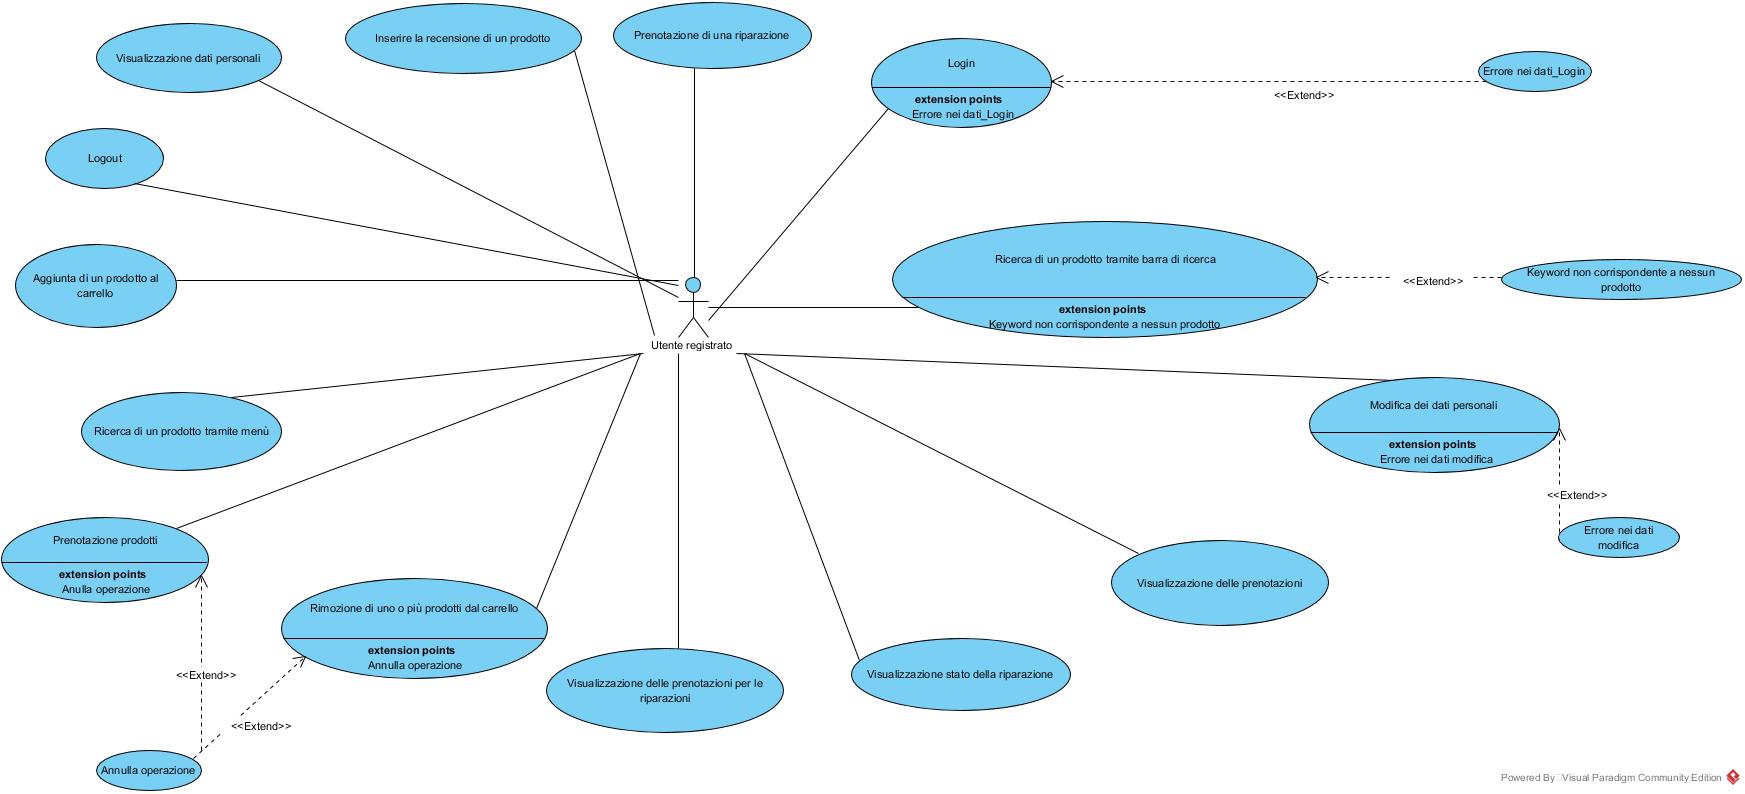 Visualizzazione dati personali
Inserire la recensione di un prodotto
Prenotazione di una riparazione
Login
extension points
Errore nei dati_Login
<<Extend>>
Errore nei dati_Login
Logout
Aggiunta di un prodotto al
carrello
Ricerca di un prodotto tramite barra di ricerca
extension points
Keyword non corrispondente a nessun prodotto
<<Extend>>
Keyword non corrispondente a nessun
prodotto
Utente registrato
Ricerca di un prodotto tramite menù
Modifica dei dati personali
extension points
Errore nei dati modifica
<<Extend>>
Errore nei dati
modifica
Prenotazione prodotti
extension points
Anulla operazione
<<Extend>>
Rimozione di uno o più prodotti dal carrello
extension points
Annulla operazione
<<Extend>>
Annulla operazione
Visualizzazione delle prenotazioni per le
riparazioni
Visualizzazione stato della riparazione
Visualizzazione delle prenotazioni
Powered By Visual Paradigm Community Edition